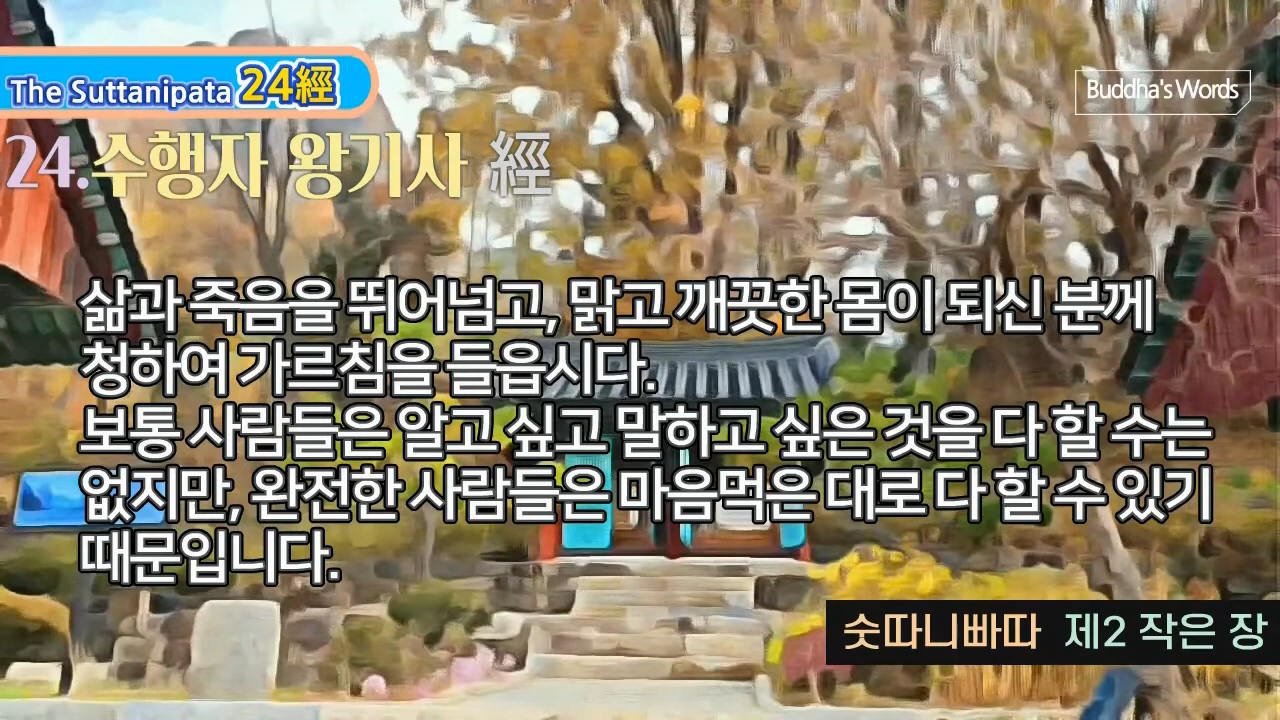 The Suttanipata 24經
Buddha's Words
24.수행자 왕기사 經
삶과 죽음을 뛰어넘고, 맑고 깨끗한 몸이 되신 분께
청하여 가르침을 들읍시다.
보통 사람들은 알고 싶고 말하고 싶은 것을 다 할 수는
없지만, 완전한 사람들은 마음먹은 대로 다 할 수 있기
때문입니다.
숫따니빠따 제2 작은 장